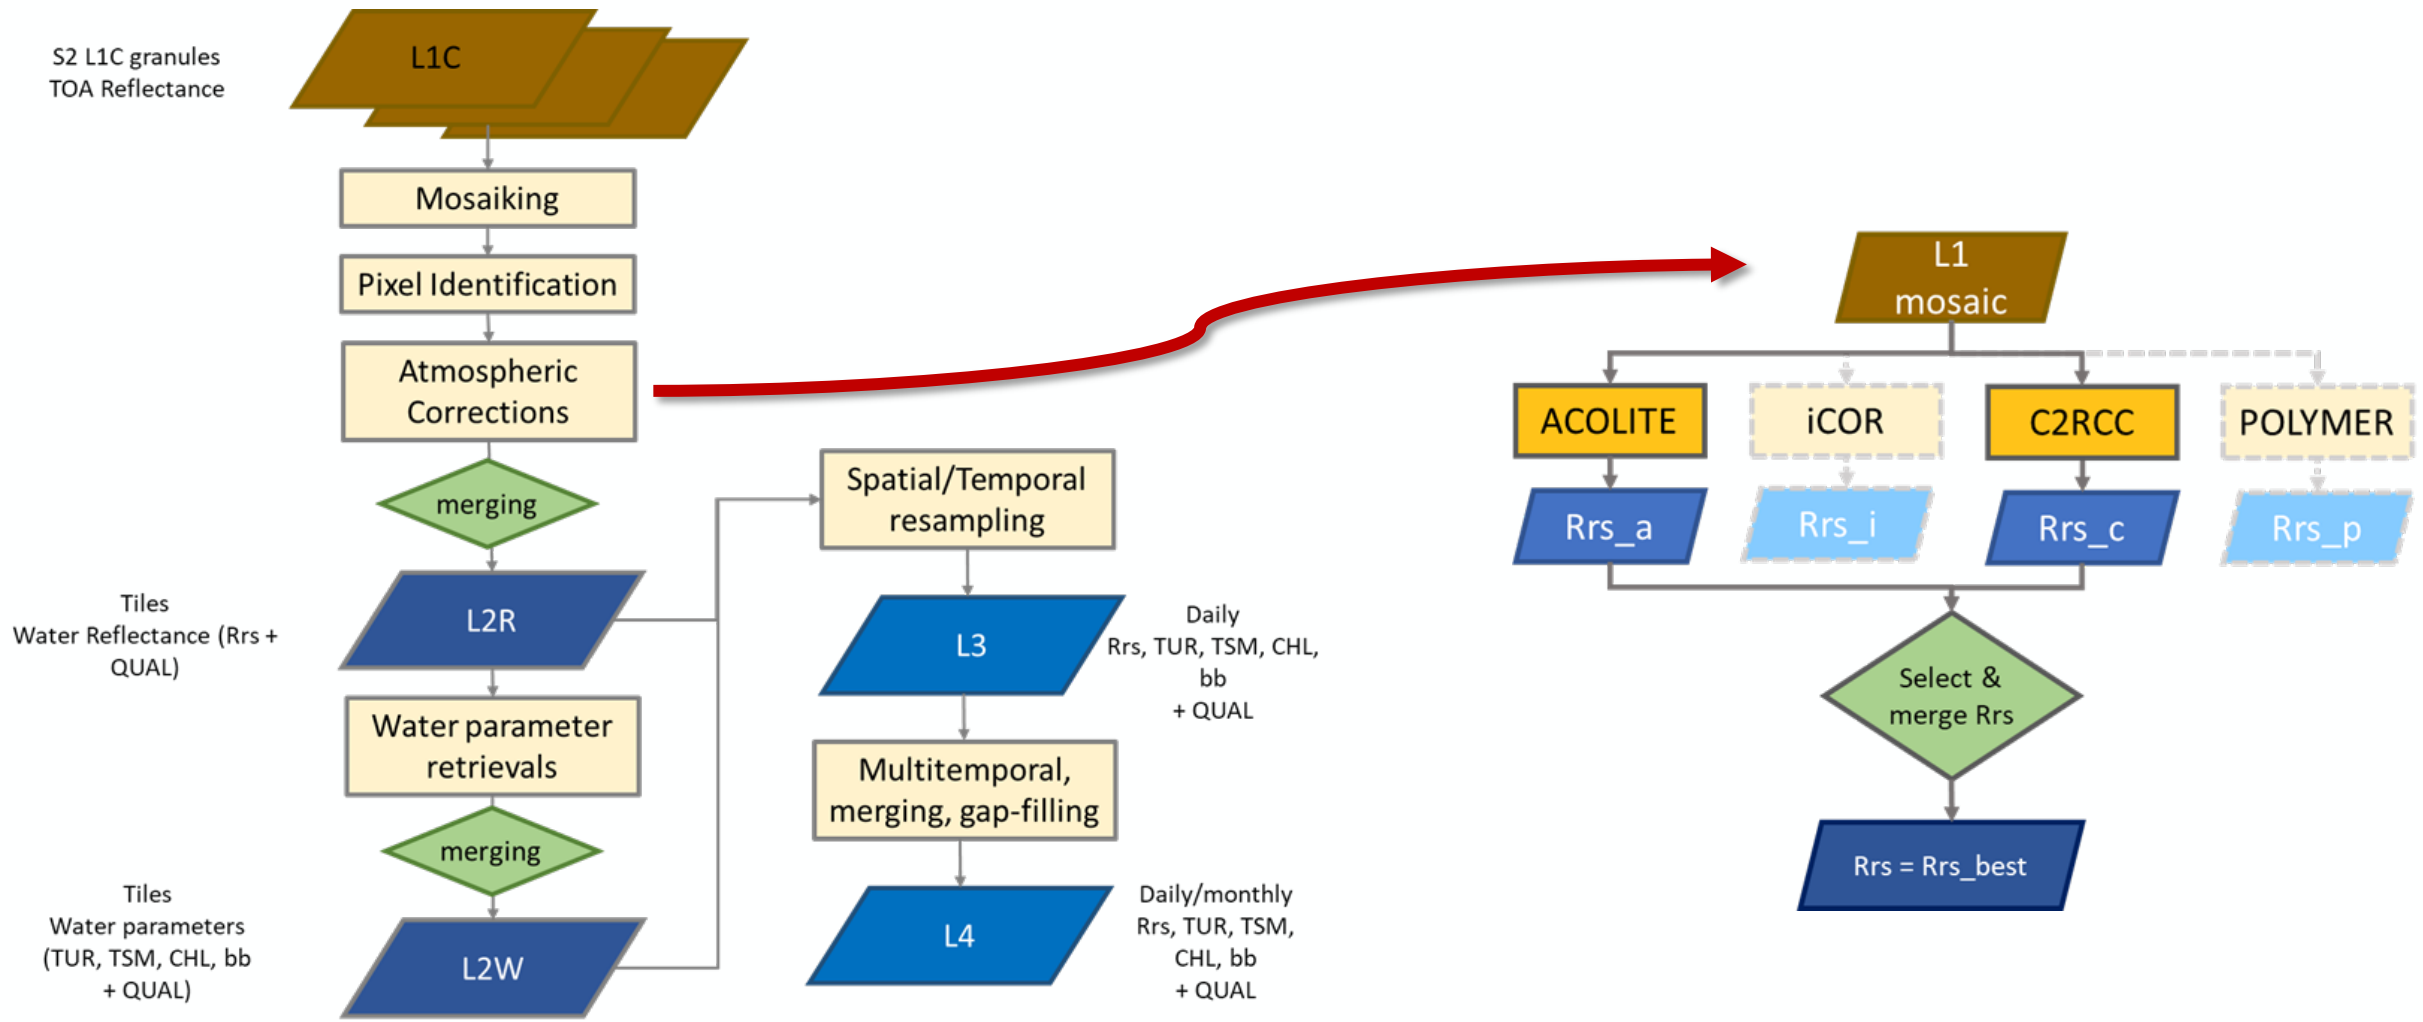 S2 L1C granules
TOA Reflectance
L1C
Mosaiking
Pixel Identification
Atmospheric
Corrections
merging
Tiles
Water Reflectance (Rrs +
QUAL)
L2R
Water parameter
retrievals
merging
Tiles
Water parameters
(TUR, TSM, CHL, bb
+ QUAL)
L2W
Spatial/Temporal
resampling
L3
Daily
Rrs, TUR, TSM, CHL,
bb
+ QUAL
Multitemporal,
merging, gap-filling
L4
Daily/monthly
Rrs, TUR, TSM,
CHL, bb
+ QUAL
L1
mosaic
ACOLITE
iCOR
C2RCC
POLYMER
Rrs_a
Rrs_i
Rrs_c
Rrs_p
Select &
merge Rrs
Rrs = Rrs_best